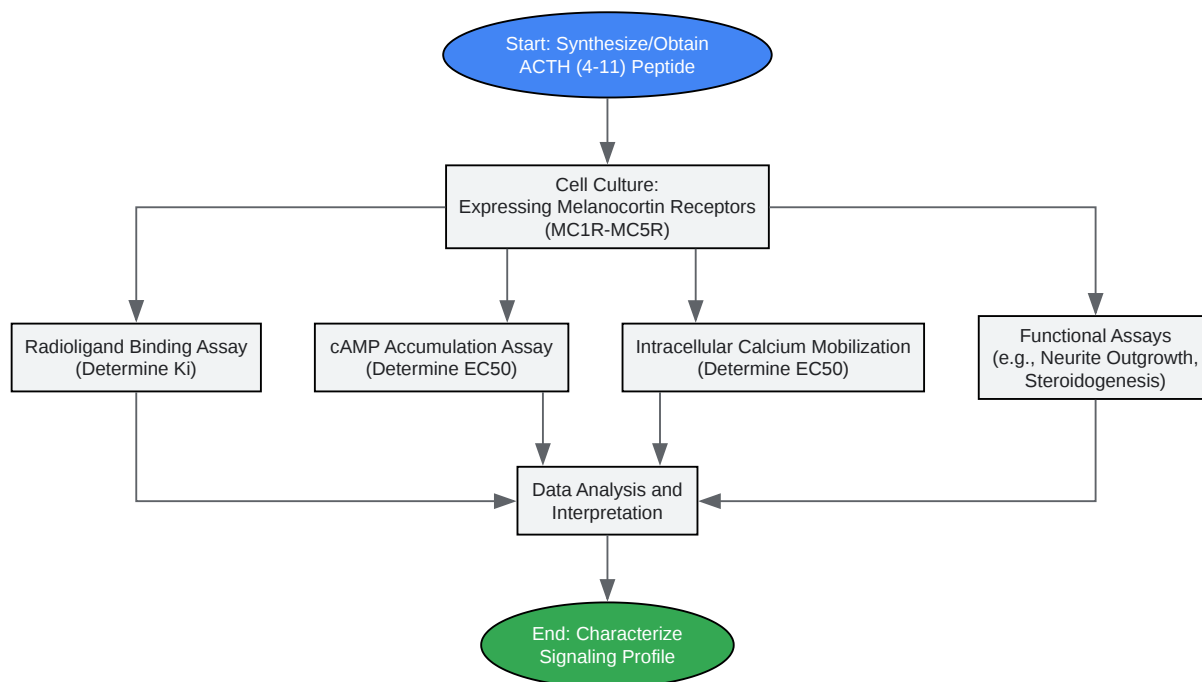 Start: Synthesize/Obtain
ACTH (4-11) Peptide
Cell Culture:
Expressing Melanocortin Receptors
(MC1R-MC5R)
Radioligand Binding Assay
(Determine Ki)
cAMP Accumulation Assay
(Determine EC50)
Intracellular Calcium Mobilization
(Determine EC50)
Functional Assays
(e.g., Neurite Outgrowth,
Steroidogenesis)
Data Analysis and
Interpretation
End: Characterize
Signaling Profile